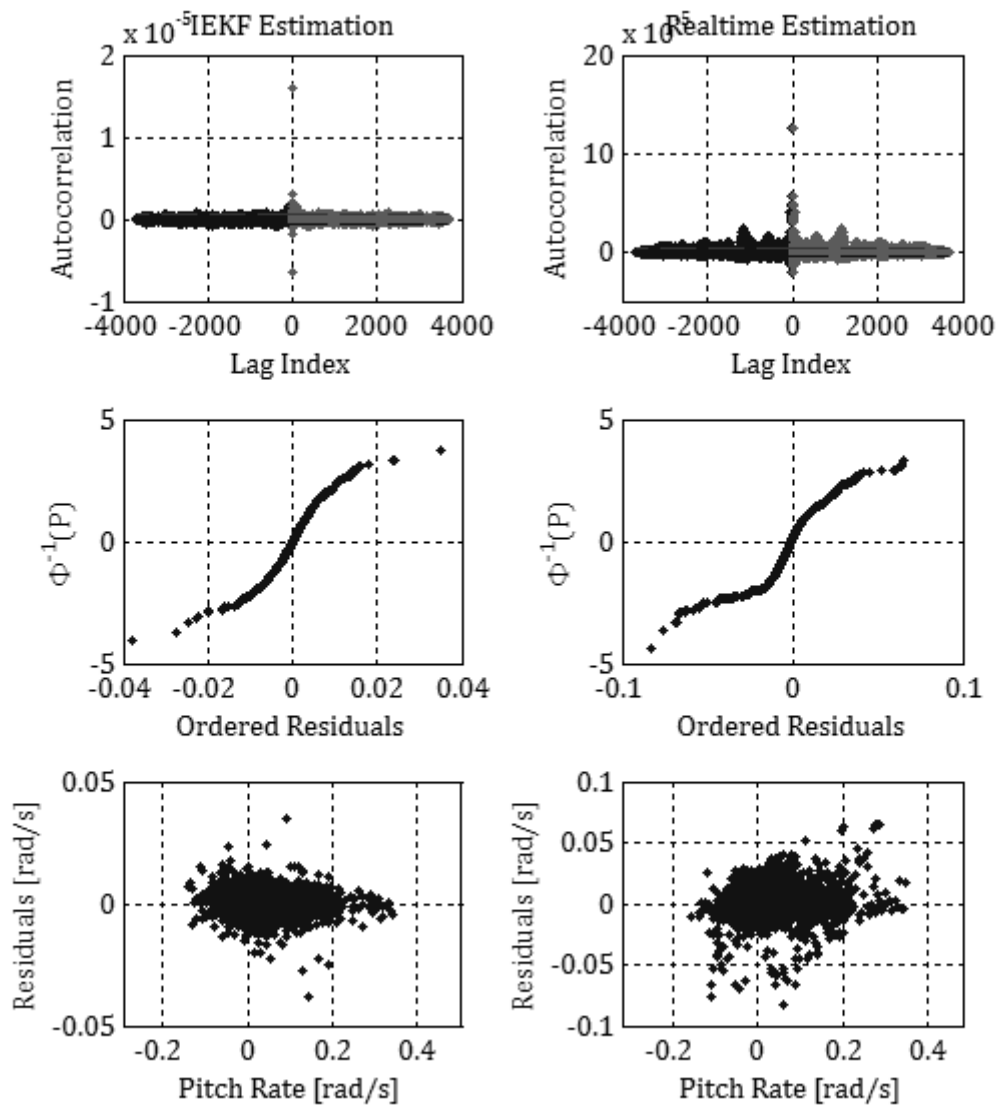 x 10^-5 IEKF Estimation
x 10^5 Realtime Estimation
2
1
0
-1
Autocorrelation
-4000 -2000 0 2000 4000
Lag Index
20
10
0
Autocorrelation
-4000 -2000 0 2000 4000
Lag Index
5
0
-5
Φ^-1(P)
-0.04 -0.02 0 0.02 0.04
Ordered Residuals
5
0
-5
Φ^-1(P)
-0.1 0 0.1
Ordered Residuals
0.05
0
-0.05
Residuals [rad/s]
-0.2 0 0.2 0.4
Pitch Rate [rad/s]
0.1
0.05
0
-0.05
-0.1
Residuals [rad/s]
-0.2 0 0.2 0.4
Pitch Rate [rad/s]